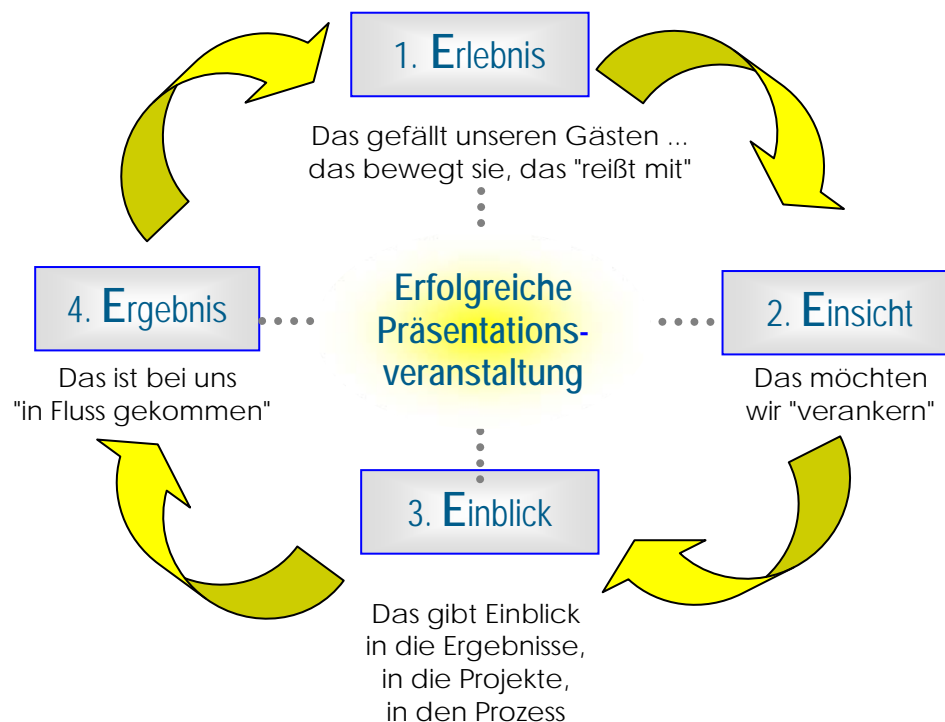 1. Erlebnis
Das gefällt unseren Gästen ...
das bewegt sie, das "reißt mit"
Erfolgreiche
Präsentations-
veranstaltung
2. Einsicht
Das möchten
wir "verankern"
3. Einblick
Das gibt Einblick
in die Ergebnisse,
in die Projekte,
in den Prozess
4. Ergebnis
Das ist bei uns
"in Fluss gekommen"